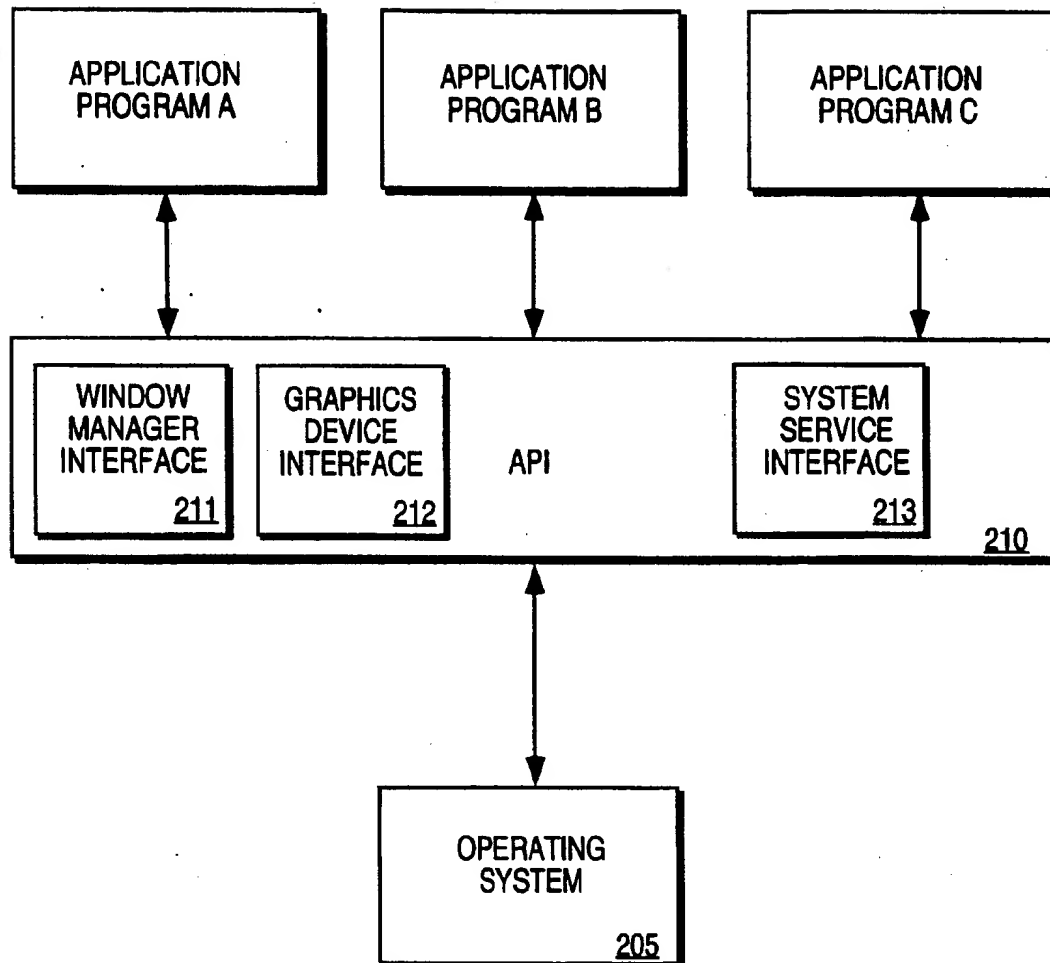 APPLICATION
PROGRAM A
APPLICATION
PROGRAM B
APPLICATION
PROGRAM C
WINDOW
MANAGER
INTERFACE
211
GRAPHICS
DEVICE
INTERFACE
212
API
SYSTEM
SERVICE
INTERFACE
213
210
OPERATING
SYSTEM
205